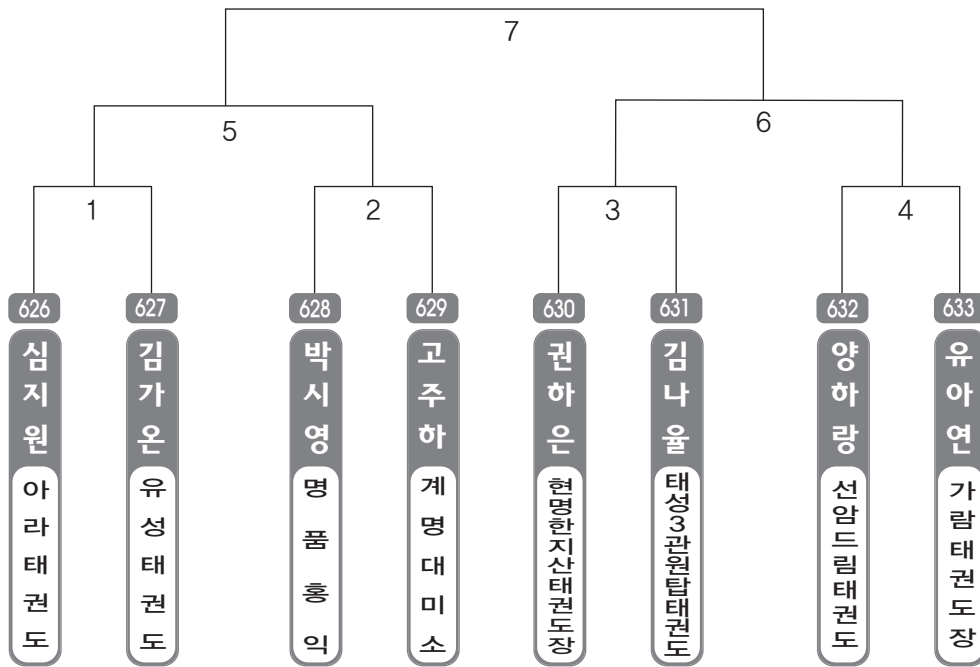 7
5
6
1
2
3
4
626
심지원
아라태권도
627
김가온
유성태권도
628
박시영
명품홍익
629
고주하
계명대미소
630
권하은
현명한지산태권도장
631
김나율
태성3관원탑태권도
632
양하랑
선암드림태권도
633
유아연
가람태권도장